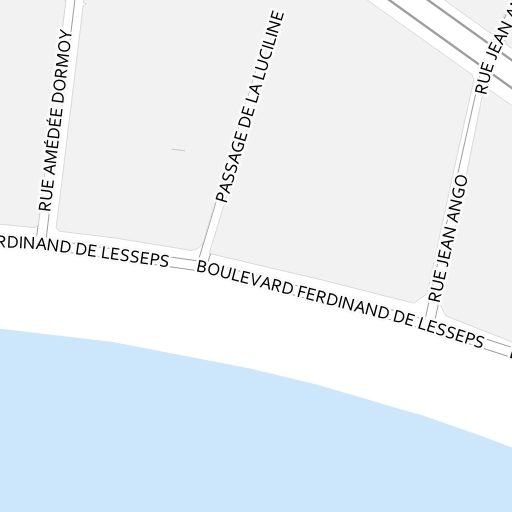 RUE AMÉDÉE DORMOY
PASSAGE DE LA LUCILINE
RUE JEAN AN
RUE JEAN ANGO
RDINAND DE LESSEPS
BOULEVARD FERDINAND DE LESSEPS